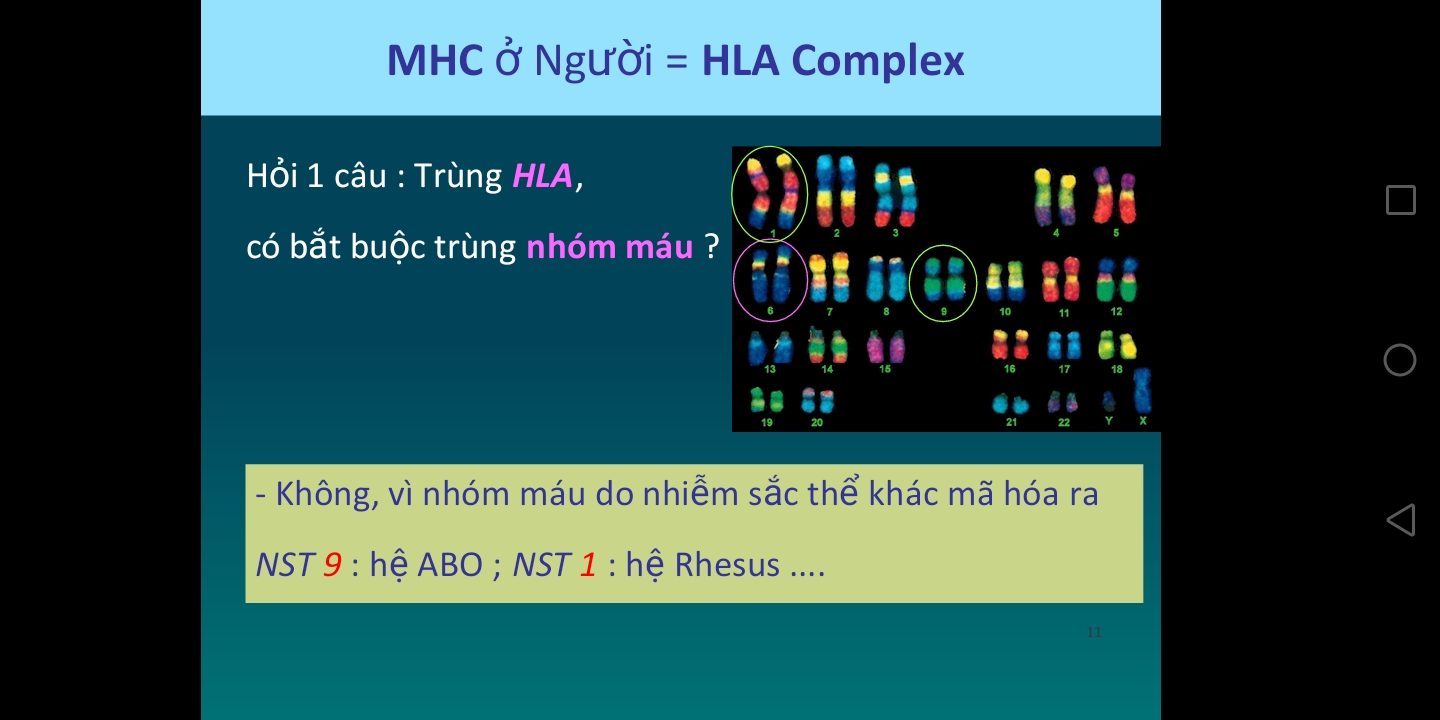 MHC ở Người = HLA Complex
Hỏi 1 câu : Trùng HLA,
có bắt buộc trùng nhóm máu ?
1 2 3 4 5
6 7 8 9 10 11 12
13 14 15 16 17 18
19 20 21 22 Y X
- Không, vì nhóm máu do nhiễm sắc thể khác mã hóa ra
NST 9 : hệ ABO ; NST 1 : hệ Rhesus ....
11